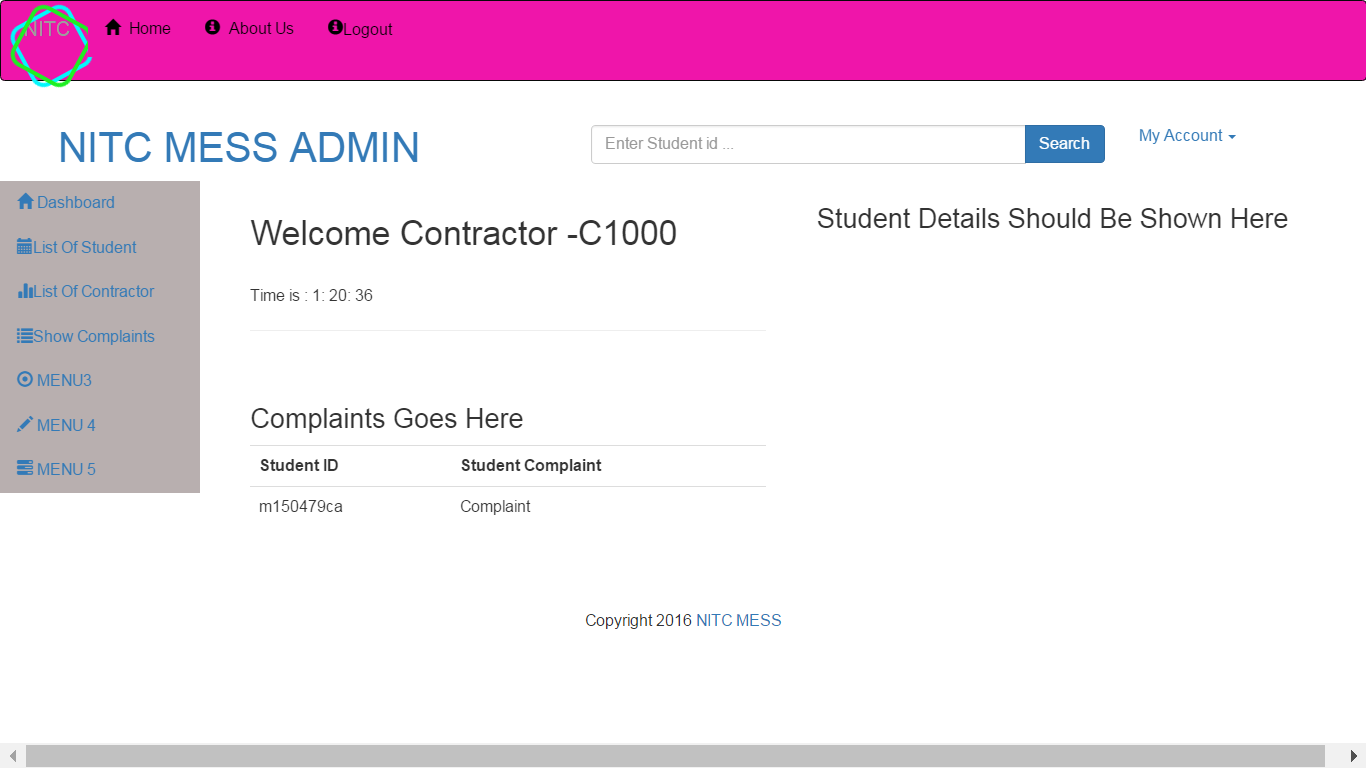 NITC Home About Us Logout
NITC MESS ADMIN
Enter Student id ... Search My Account
Dashboard
List Of Student
List Of Contractor
Show Complaints
MENU3
MENU 4
MENU 5
Welcome Contractor -C1000
Time is : 1: 20: 36
Complaints Goes Here
Student ID Student Complaint
m150479ca Complaint
Student Details Should Be Shown Here
Copyright 2016 NITC MESS